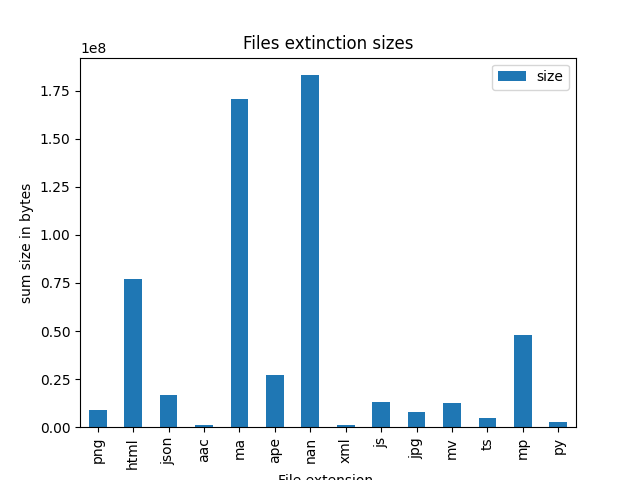 Files extinction sizes
1e8
size
1.75
1.50
1.25
1.00
0.75
0.50
0.25
0.00
sum size in bytes
png
html
json
aac
ma
ape
nan
xml
js
jpg
mv
ts
mp
py
File extension